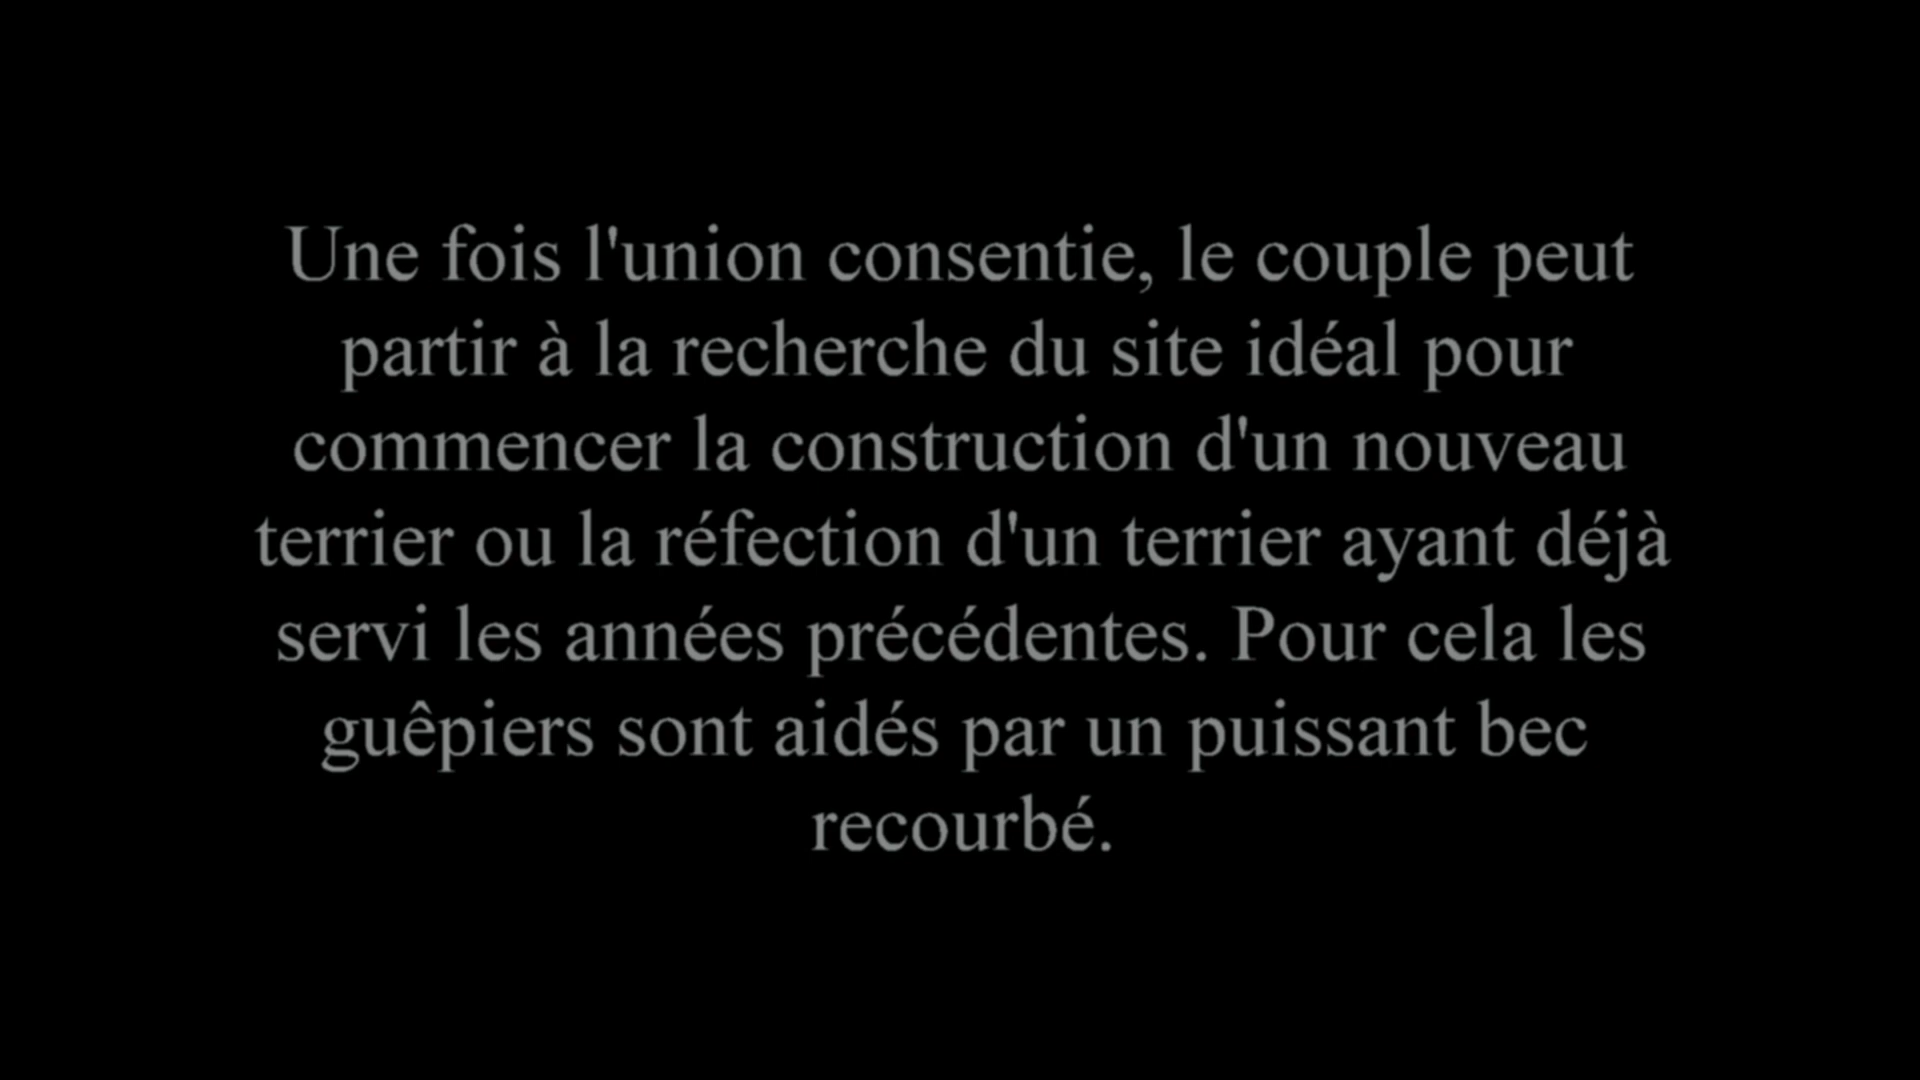 Une fois l'union consentie, le couple peut
partir à la recherche du site idéal pour
commencer la construction d'un nouveau
terrier ou la réfection d'un terrier ayant déjà
servi les années précédentes. Pour cela les
guêpiers sont aidés par un puissant bec
recourbé.